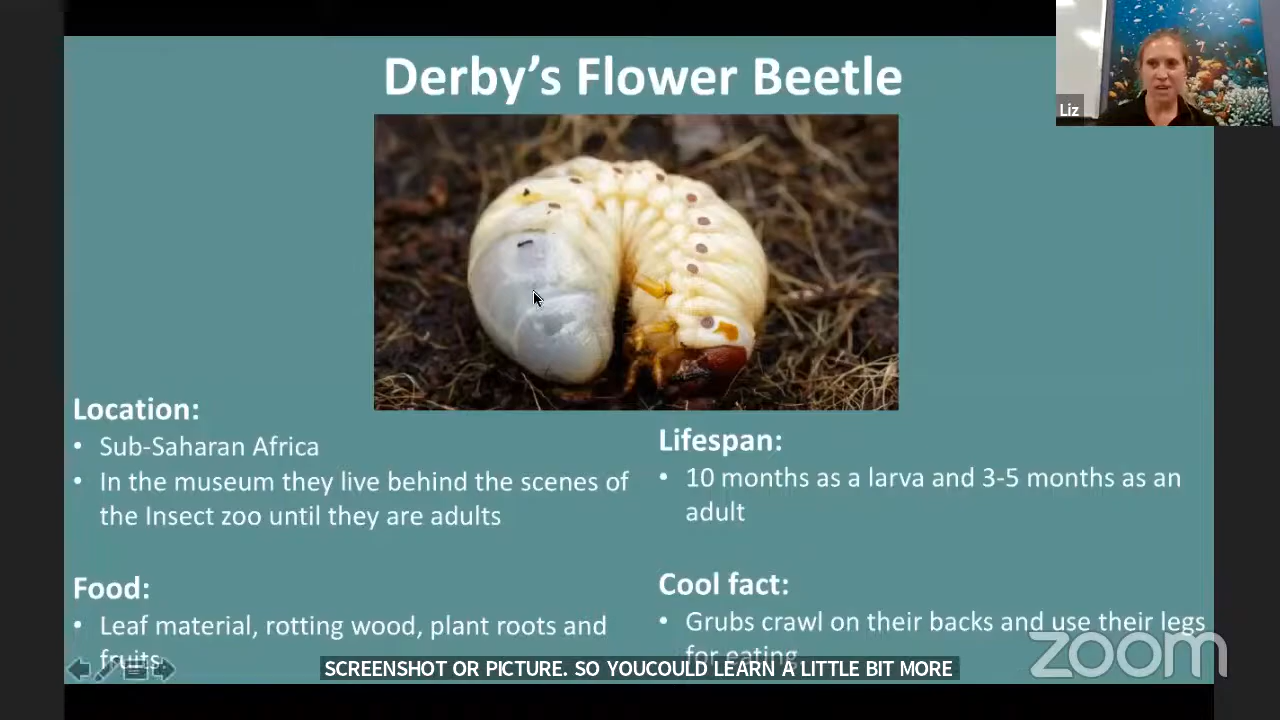 Derby's Flower Beetle
Liz
Location:
• Sub-Saharan Africa
• In the museum they live behind the scenes of
the Insect zoo until they are adults
Food:
• Leaf material, rotting wood, plant roots and
fruits
Lifespan:
• 10 months as a larva and 3-5 months as an
adult
Cool fact:
• Grubs crawl on their backs and use their legs
for eating
zoom
SCREENSHOT OR PICTURE. SO YOUCOULD LEARN A LITTLE BIT MORE